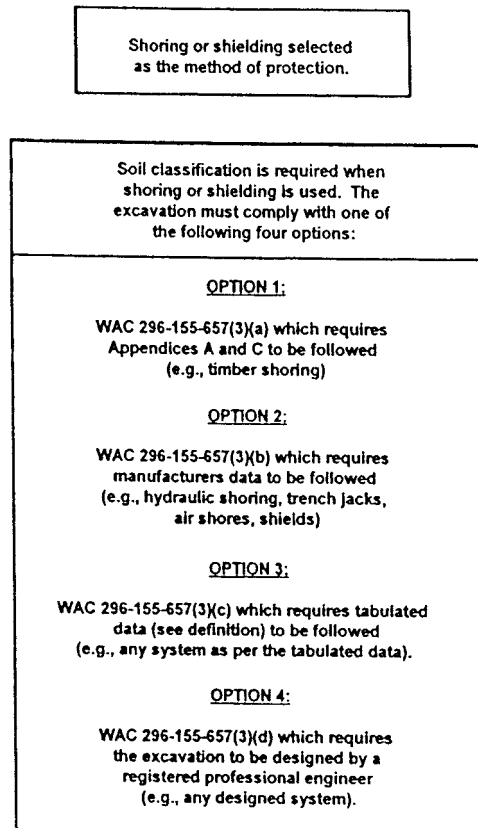 Shoring or shielding selected
as the method of protection.
Soil classification is required when
shoring or shielding is used. The
excavation must comply with one of
the following four options:
OPTION 1:
WAC 296-155-657(3)(a) which requires
Appendices A and C to be followed
(e.g., timber shoring)
OPTION 2:
WAC 296-155-657(3)(b) which requires
manufacturers data to be followed
(e.g., hydraulic shoring, trench jacks,
air shores, shields)
OPTION 3:
WAC 296-155-657(3)(c) which requires tabulated
data (see definition) to be followed
(e.g., any system as per the tabulated data).
OPTION 4:
WAC 296-155-657(3)(d) which requires
the excavation to be designed by a
registered professional engineer
(e.g., any designed system).